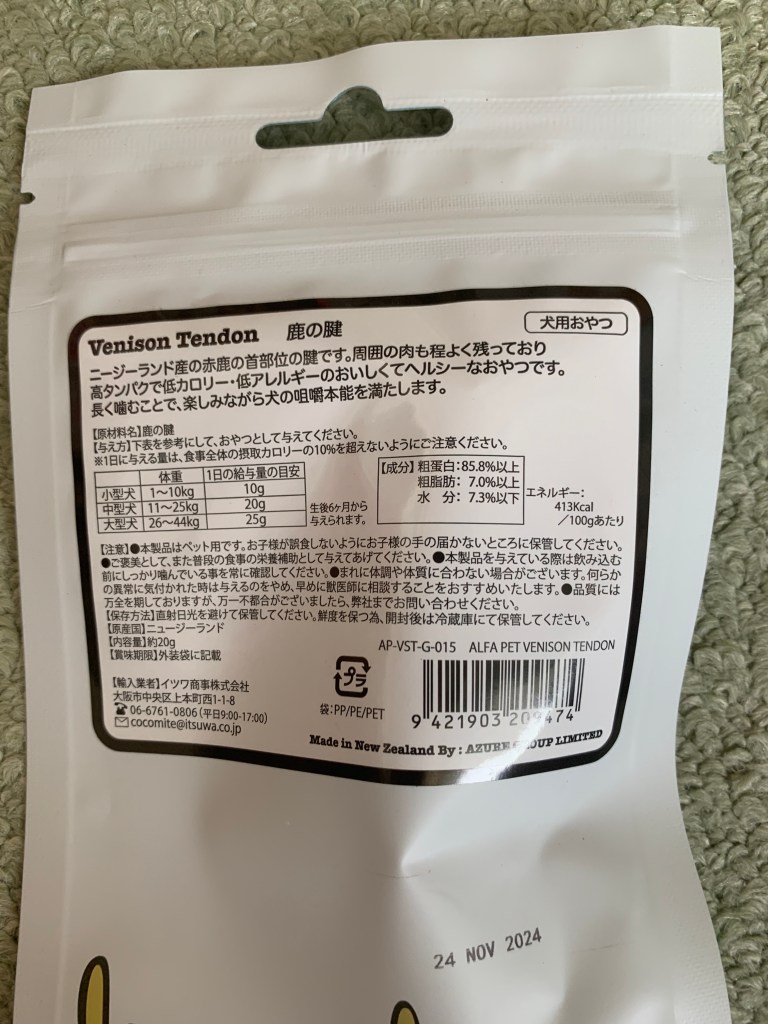 Venison Tendon 鹿の腱 犬用おやつ
ニージーランド産の赤鹿の首部位の腱です。周囲の肉も程よく残っており
高タンパクで低カロリー・低アレルギーのおいしくてヘルシーなおやつです。
長く噛むことで、楽しみながら犬の咀嚼本能を満たします。
【原材料名】鹿の腱
【与え方】下表を参考にして、おやつとして与えてください。
※1日に与える量は、食事全体の摂取カロリーの10%を超えないようにご注意ください。
体重 1日の給与量の目安
小型犬 1〜10kg 10g
中型犬 11〜25kg 20g
大型犬 26〜44kg 25g
生後6ヶ月から
与えられます。
【成分】粗蛋白:85.8%以上
粗脂肪: 7.0%以上
水 分: 7.3%以下
エネルギー:
413Kcal
/100gあたり
【注意】●本製品はペット用です。お子様が誤食しないようにお子様の手の届かないところに保管してください。
●ご褒美として、また普段の食事の栄養補助として与えてあげてください。●本製品を与えている際は飲み込む
前にしっかり噛んでいる事を常に確認してください。●まれに体調や体質に合わない場合がございます。何らか
の異常に気付かれた時は与えるのをやめ、早めに獣医師に相談することをおすすめいたします。●品質には
万全を期しておりますが、万一不都合がございましたら、弊社までお問い合わせください。
【保存方法】直射日光を避けて保管してください。鮮度を保つ為、開封後は冷蔵庫にて保管してください。
【原産国】ニュージーランド
【内容量】約20g
【賞味期限】外装袋に記載
AP-VST-G-015 ALFA PET VENISON TENDON
【輸入業者】イツワ商事株式会社
大阪市中央区上本町西1-1-8
06-6761-0806(平日9:00-17:00)
cocomite@itsuwa.co.jp
プラ
袋:PP/PE/PET
9 421903 209474
Made in New Zealand By : AZURE GROUP LIMITED
24 NOV 2024